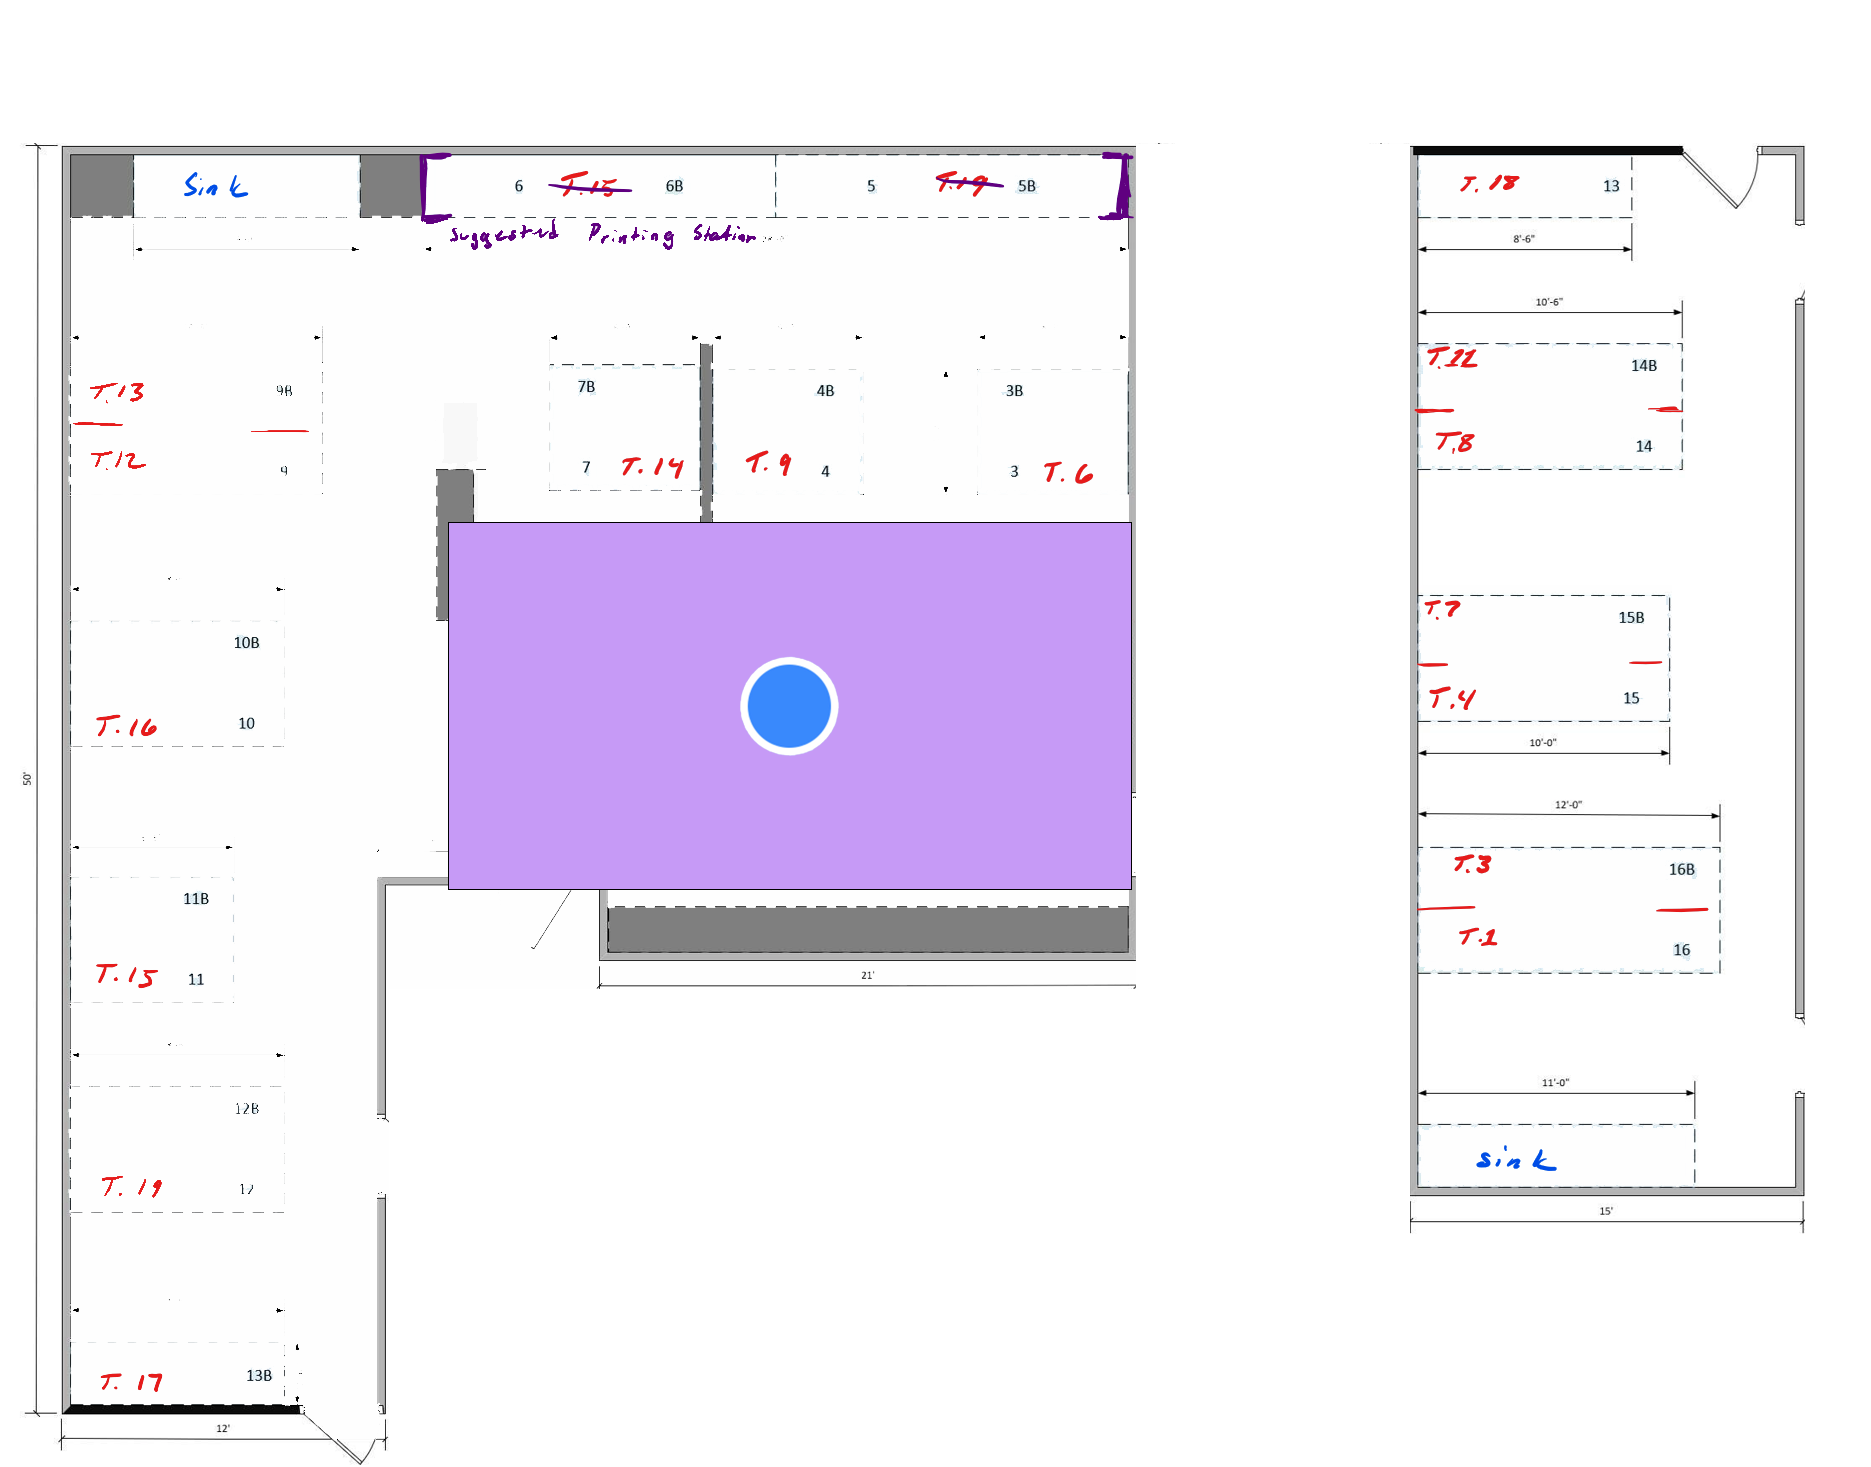 Sink
6 T.15 6B
5 T.19 5B
Suggested Printing Station
T.13 9B
T.12 9
7B
7 T.14
4B
T.9 4
3B
3 T.6
10B
T.16 10
11B
T.15 11
12B
T.19 12
T.17 13B
50'
12'
21'
T.18 13
8'-6"
10'-6"
14B
T.8 14
T.7 15B
T.4 15
10'-0"
12'-0"
T.3 16B
T.1 16
11'-0"
sink
15'